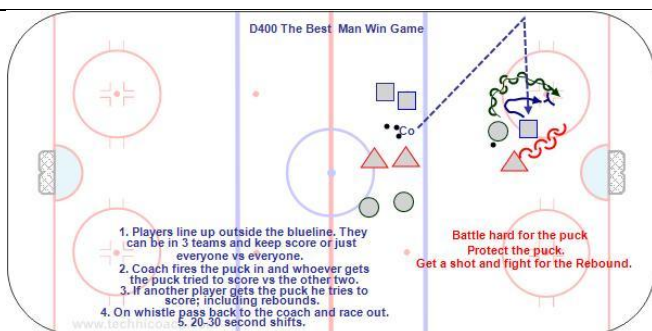 D400 The Best Man Win Game
Co
1. Players line up outside the blueline. They
can be in 3 teams and keep score or just
everyone vs everyone.
2. Coach fires the puck in and whoever gets
the puck tried to score vs the other two.
3. If another player gets the puck he tries to
score; including rebounds.
4. On whistle pass back to the coach and race out.
5. 20-30 second shifts.
Battle hard for the puck
Protect the puck.
Get a shot and fight for the Rebound.